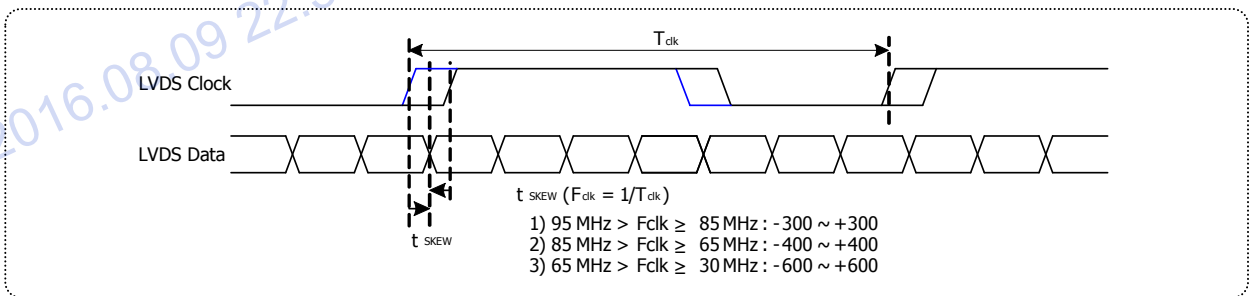 2016.08.09 22:3
Tclk
LVDS Clock
LVDS Data
t SKEW (Fclk = 1/Tclk)
1) 95 MHz > Fclk ≥ 85 MHz : -300 ~ +300
2) 85 MHz > Fclk ≥ 65 MHz : -400 ~ +400
3) 65 MHz > Fclk ≥ 30 MHz : -600 ~ +600
t SKEW